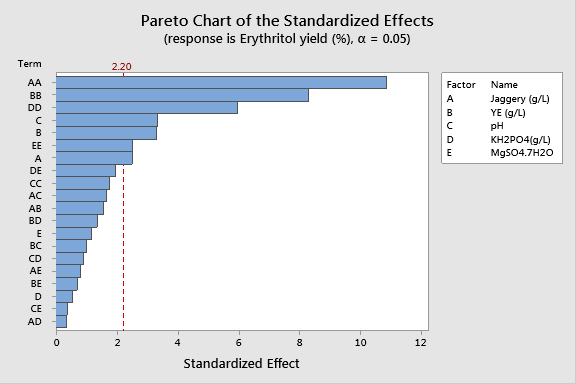 Pareto Chart of the Standardized Effects
(response is Erythritol yield (%), α = 0.05)
Term
2.20
AA
BB
DD
C
B
EE
A
DE
CC
AC
AB
BD
E
BC
CD
AE
BE
D
CE
AD
0 2 4 6 8 10 12
Standardized Effect
Factor Name
A Jaggery (g/L)
B YE (g/L)
C pH
D KH2PO4(g/L)
E MgSO4.7H2O